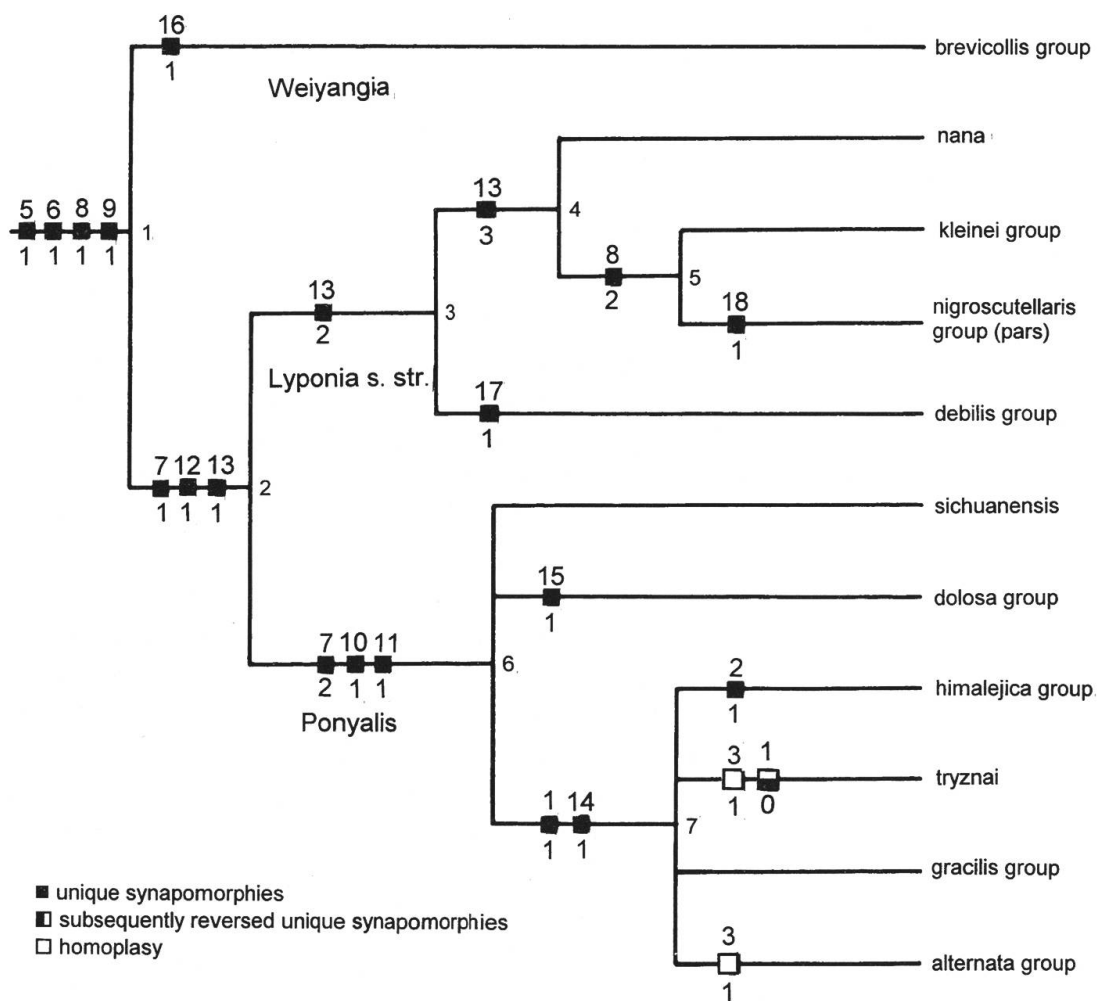 16
brevicollis group
1
Weiyangia
nana
13
4
3
5 6 8 9
1
1 1 1 1
8
kleinei group
2
5
13
3
18
nigroscutellaris
group (pars)
2
1
Lyponia s. str.
17
debilis group
1
7 12 13
2
1 1 1
sichuanensis
15
dolosa group
1
7 10 11
6
2 1 1
Ponyalis
2
himalejica group
1
3 1
tryznai
1 0
1 14
7
1 1
gracilis group
unique synapomorphies
subsequently reversed unique synapomorphies
homoplasy
3
alternata group
1